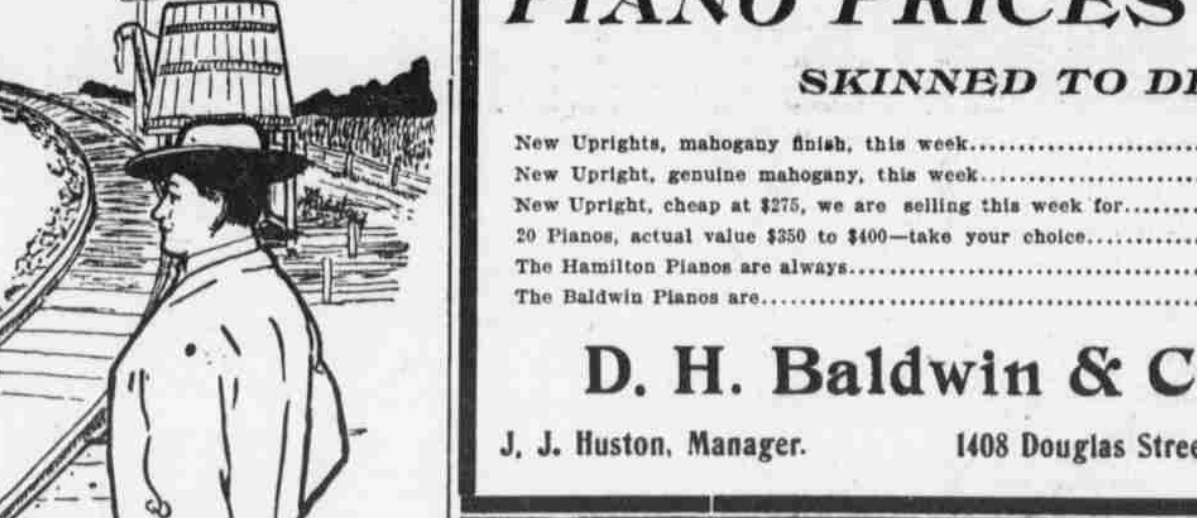 PIANO PRICES
SKINNED TO
New Uprights, mahogany finish, this week
New Upright, genuine mahogany, this week
New Upright, cheap at $275, we are selling this week for
20 Pianos, actual value $350 to $400—take your choice
The Hamilton Pianos are always
The Baldwin Pianos are
D. H. Baldwin & C
J. J. Huston, Manager. 1408 Douglas Stree